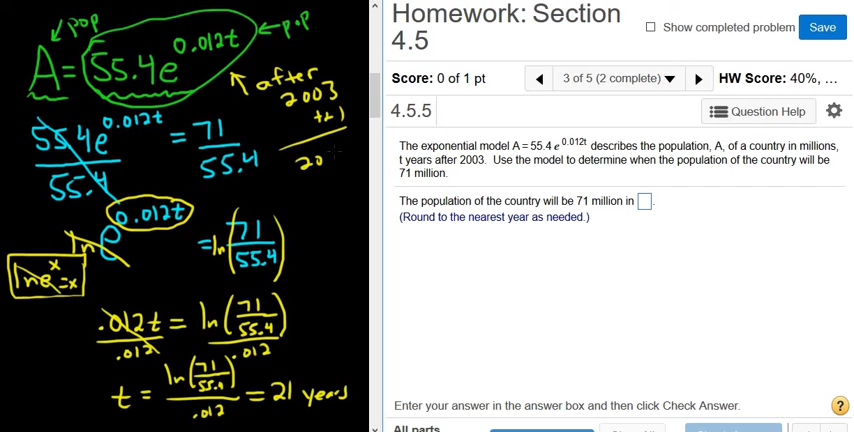 pop
A = 55.4e^0.012t ← pop
after
2003
+21
20
55.4e^0.012t / 55.4 = 71 / 55.4
ln e^0.012t = ln(71/55.4)
lne^x = x
.012t / .012 = ln(71/55.4) / .012
t = ln(71/55.4) / .012 = 21 years
Homework: Section 4.5
Show completed problem
Save
Score: 0 of 1 pt
3 of 5 (2 complete)
HW Score: 40%,
4.5.5
Question Help
The exponential model A = 55.4 e^0.012t describes the population, A, of a country in millions,
t years after 2003. Use the model to determine when the population of the country will be
71 million.
The population of the country will be 71 million in .
(Round to the nearest year as needed.)
Enter your answer in the answer box and then click Check Answer.
?
All parts